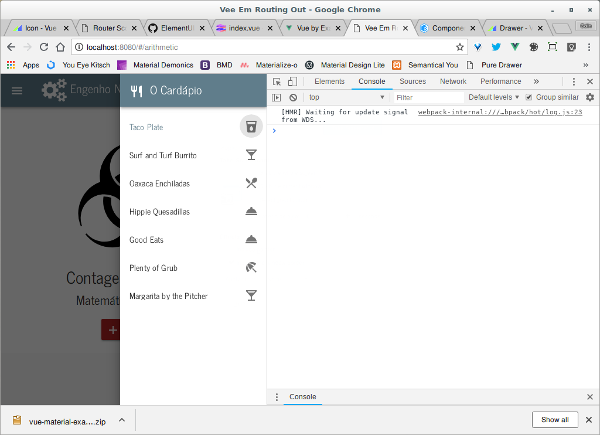 Vee Em Routing Out - Google Chrome
Icon - Vue
Router Sc
ElementU
index.vue
Vue by Ex
Vee Em Ro
Componen
Drawer - V
localhost:8080/#/arithmetic
Apps You Eye Kitsch Material Demonics BMD Materialize-o Material Design Lite Semantical You Pure Drawer
Engenho N
O Cardápio
Elements Console Sources Network Performance
top Filter Default levels Group similar
[HMR] Waiting for update signal from WDS... webpack-internal:///…bpack/hot/log.js:23
Taco Plate
Surf and Turf Burrito
Oaxaca Enchiladas
Hippie Quesadillas
Good Eats
Plenty of Grub
Margarita by the Pitcher
Contag
Matemát
Console
vue-material-exa....zip
Show all